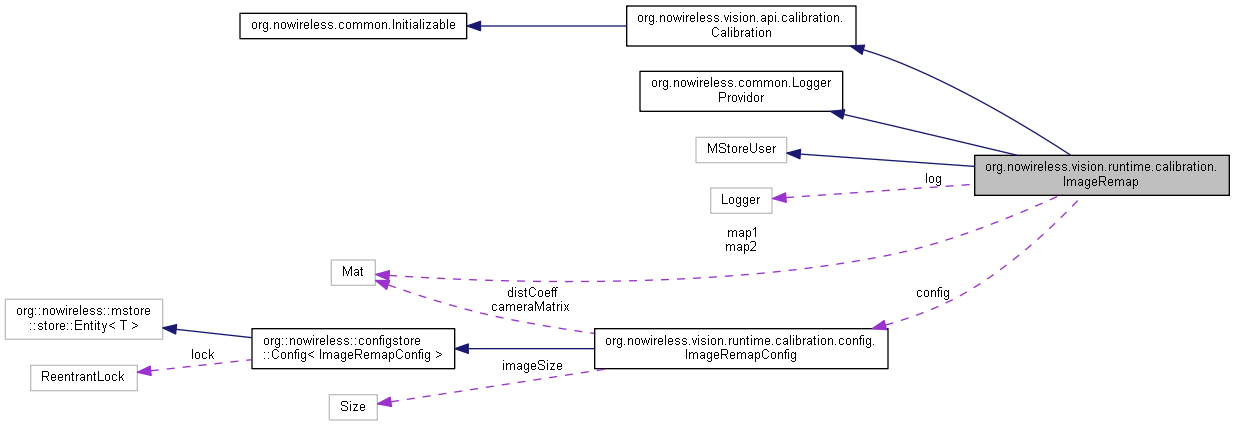 org.nowireless.common.Initializable
org.nowireless.vision.api.calibration.
Calibration
org.nowireless.common.Logger
Providor
MStoreUser
org.nowireless.vision.runtime.calibration.
ImageRemap
log
Logger
map1
map2
Mat
distCoeff
cameraMatrix
config
org::nowireless::mstore
::store::Entity< T >
org::nowireless::configstore
::Config< ImageRemapConfig >
org.nowireless.vision.runtime.calibration.config.
ImageRemapConfig
lock
ReentrantLock
imageSize
Size